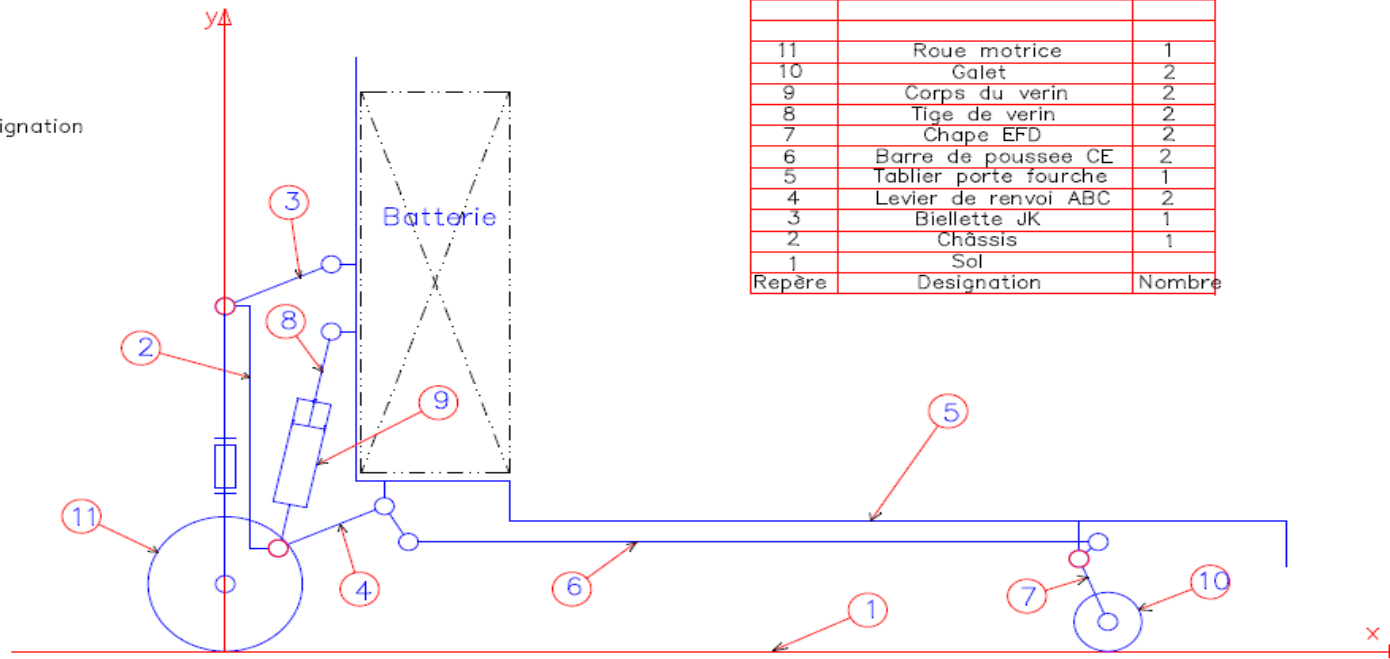 y
ignation
11 Roue motrice 1
10 Galet 2
9 Corps du verin 2
8 Tige de verin 2
7 Chape EFD 2
6 Barre de poussee CE 2
5 Tablier porte fourche 1
4 Levier de renvoi ABC 2
3 Biellette JK 1
2 Châssis 1
1 Sol
Repère Designation Nombre
3
Batterie
8
2
9
5
11
4
6
7
10
1
x